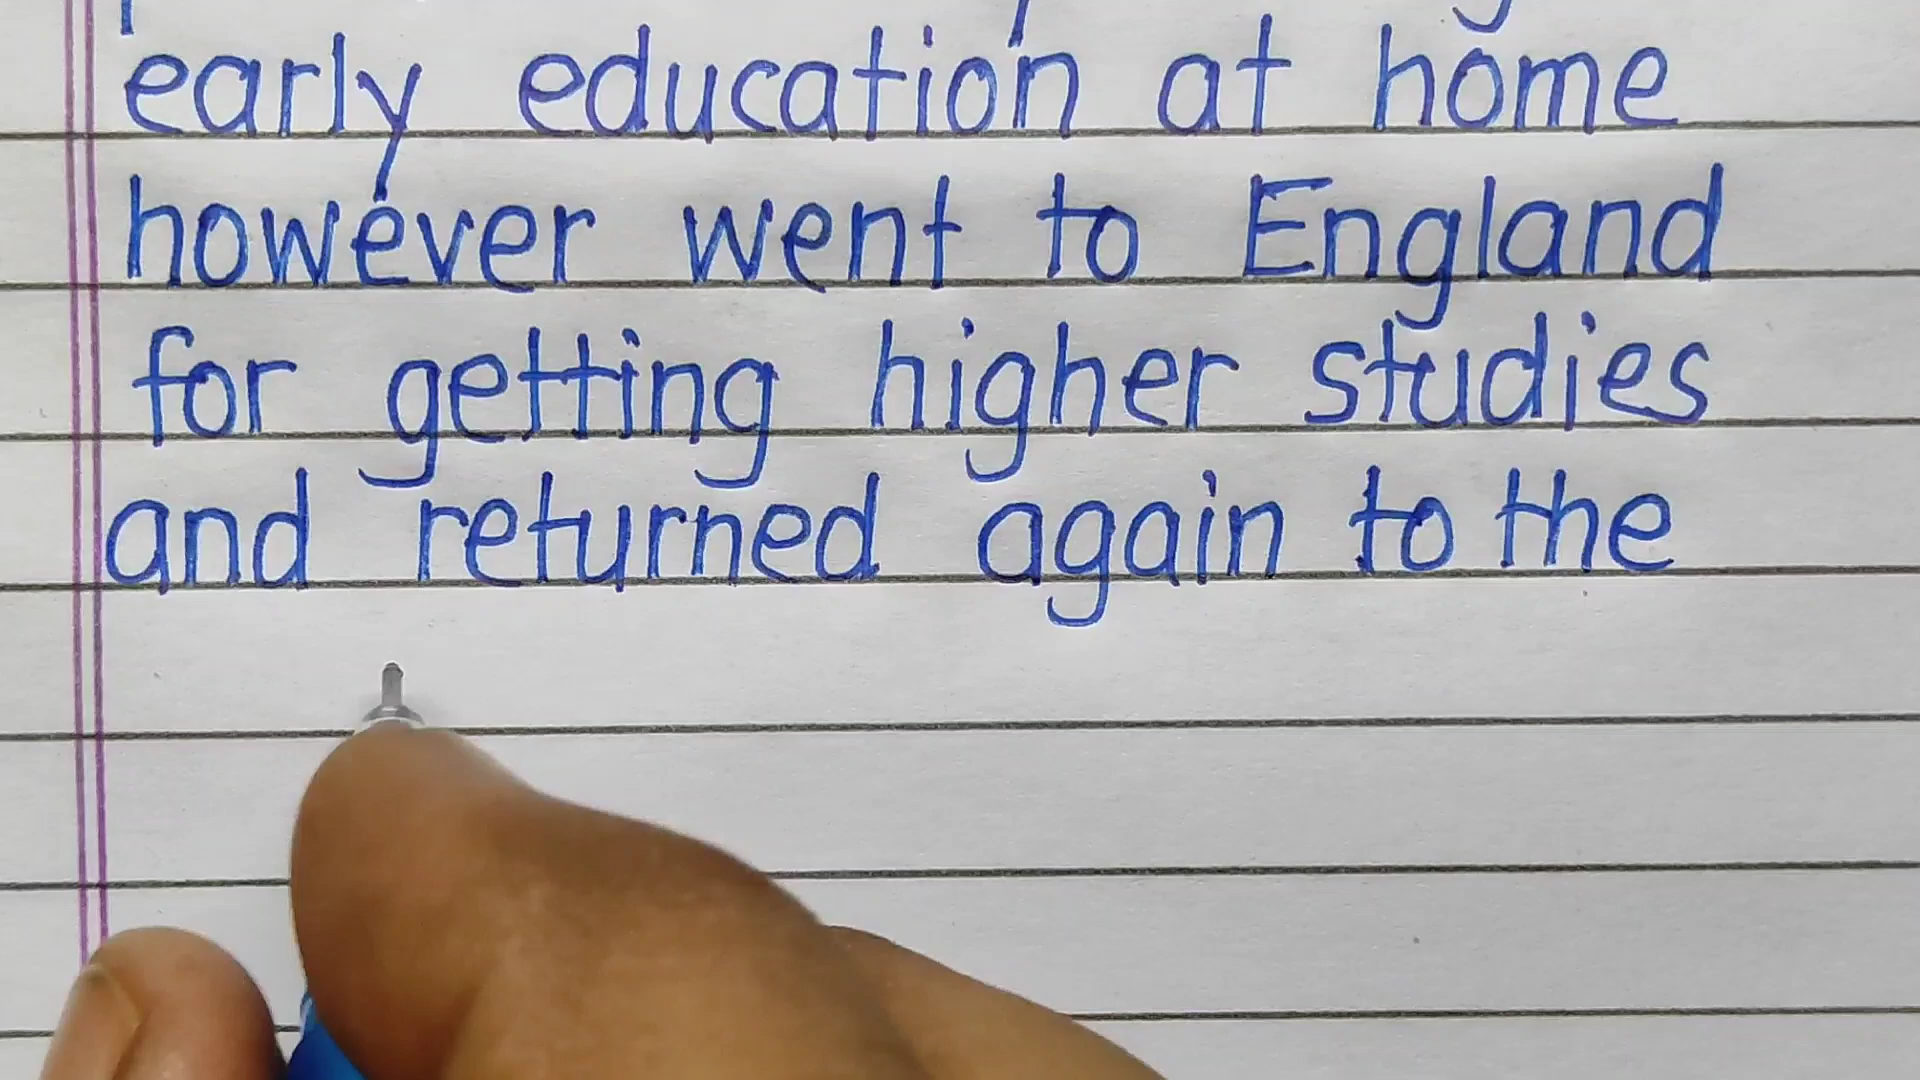 early education at home
however went to England
for getting higher studies
and returned again to the